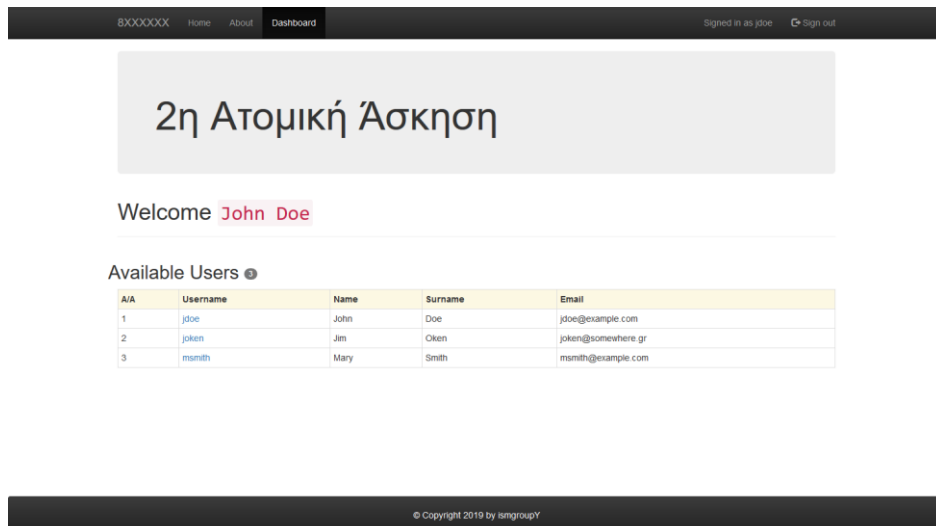 8XXXXXX Home About Dashboard Signed in as jdoe Sign out
2η Ατομική Άσκηση
Welcome John Doe
Available Users 3
A/A Username Name Surname Email
1 jdoe John Doe jdoe@example.com
2 joken Jim Oken joken@somewhere.gr
3 msmith Mary Smith msmith@example.com
© Copyright 2019 by ismgroupY